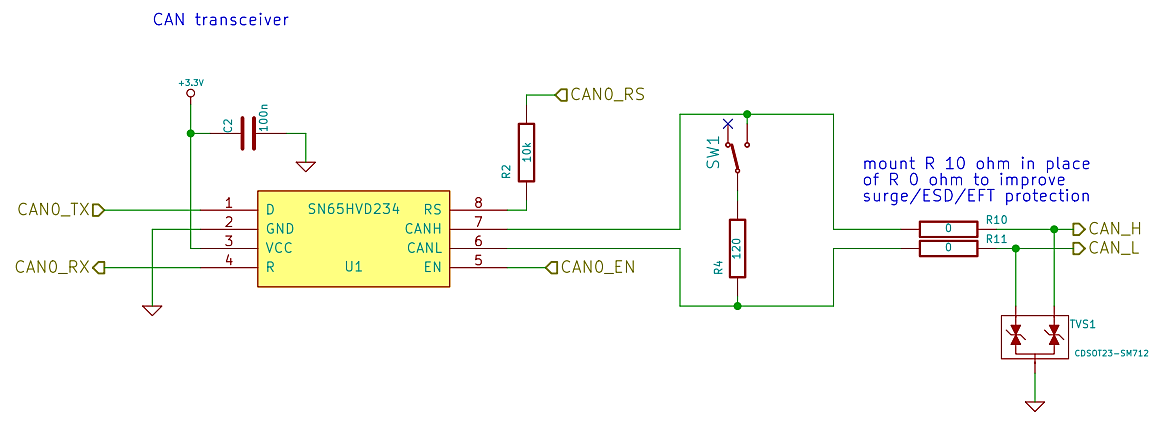 CAN transceiver
+3.3V
C2
100n
CAN0_RS
R2
10k
SW1
mount R 10 ohm in place
of R 0 ohm to improve
surge/ESD/EFT protection
CAN0_TX
1
D
SN65HVD234
RS
8
2
GND
CANH
7
3
VCC
CANL
6
CAN0_RX
4
R
U1
EN
5
CAN0_EN
R4
120
0
R10
CAN_H
0
R11
CAN_L
TVS1
CDSOT23-SM712